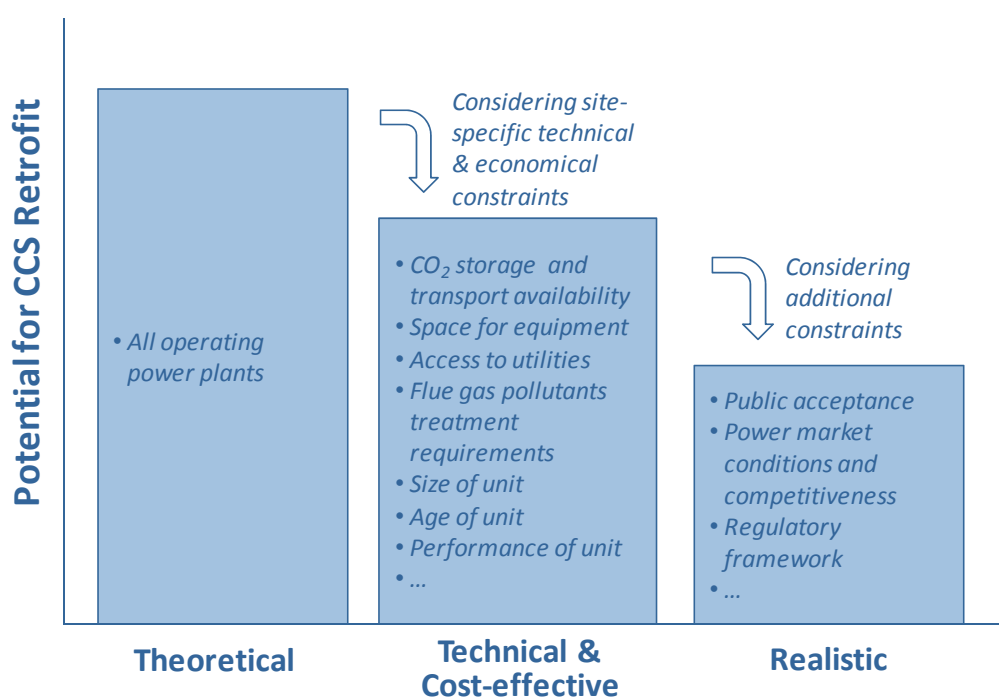 Potential for CCS Retrofit
• All operating
power plants
Considering site-
specific technical
& economical
constraints
• CO₂ storage and
transport availability
• Space for equipment
• Access to utilities
• Flue gas pollutants
treatment
requirements
• Size of unit
• Age of unit
• Performance of unit
• ...
Considering
additional
constraints
• Public acceptance
• Power market
conditions and
competitiveness
• Regulatory
framework
• ...
Theoretical
Technical &
Cost-effective
Realistic